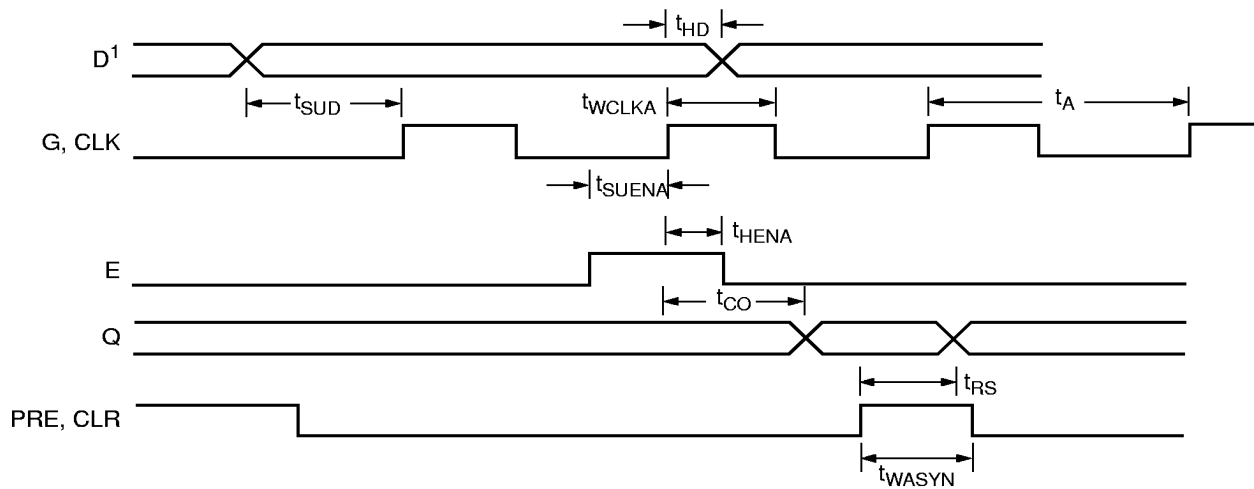 tHD
D1
tSUD
tWCLKA
tA
G, CLK
tSUENA
tHENA
E
tCO
Q
tRS
PRE, CLR
tWASYN